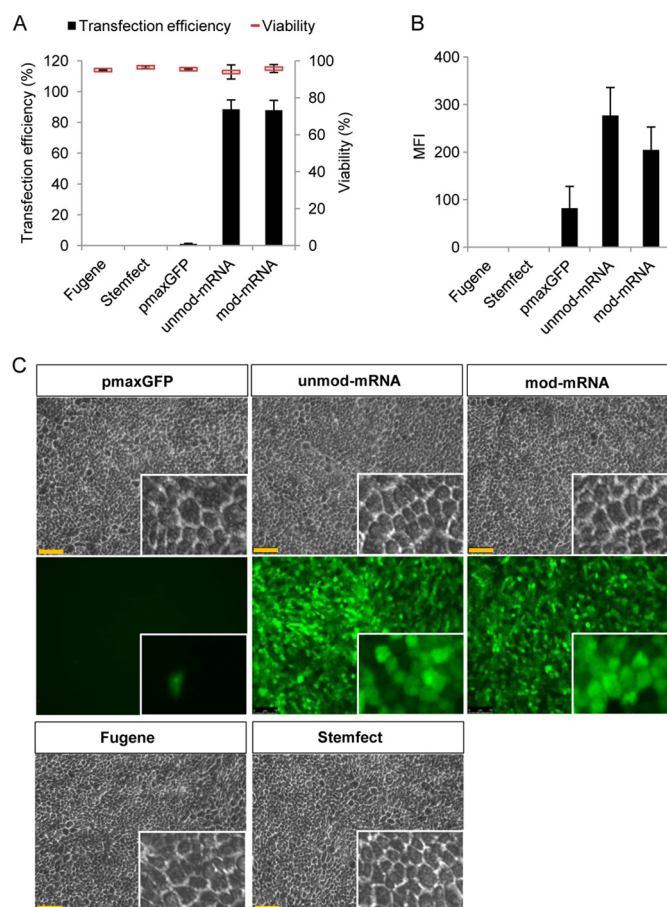 A
Transfection efficiency
Viability
Transfection efficiency (%)
120
100
80
60
40
20
0
100
80
60
40
20
0
Viability (%)
Fugene
Stemfect
pmaxGFP
unmod-mRNA
mod-mRNA
B
MFI
400
300
200
100
0
Fugene
Stemfect
pmaxGFP
unmod-mRNA
mod-mRNA
C
pmaxGFP
unmod-mRNA
mod-mRNA
Fugene
Stemfect